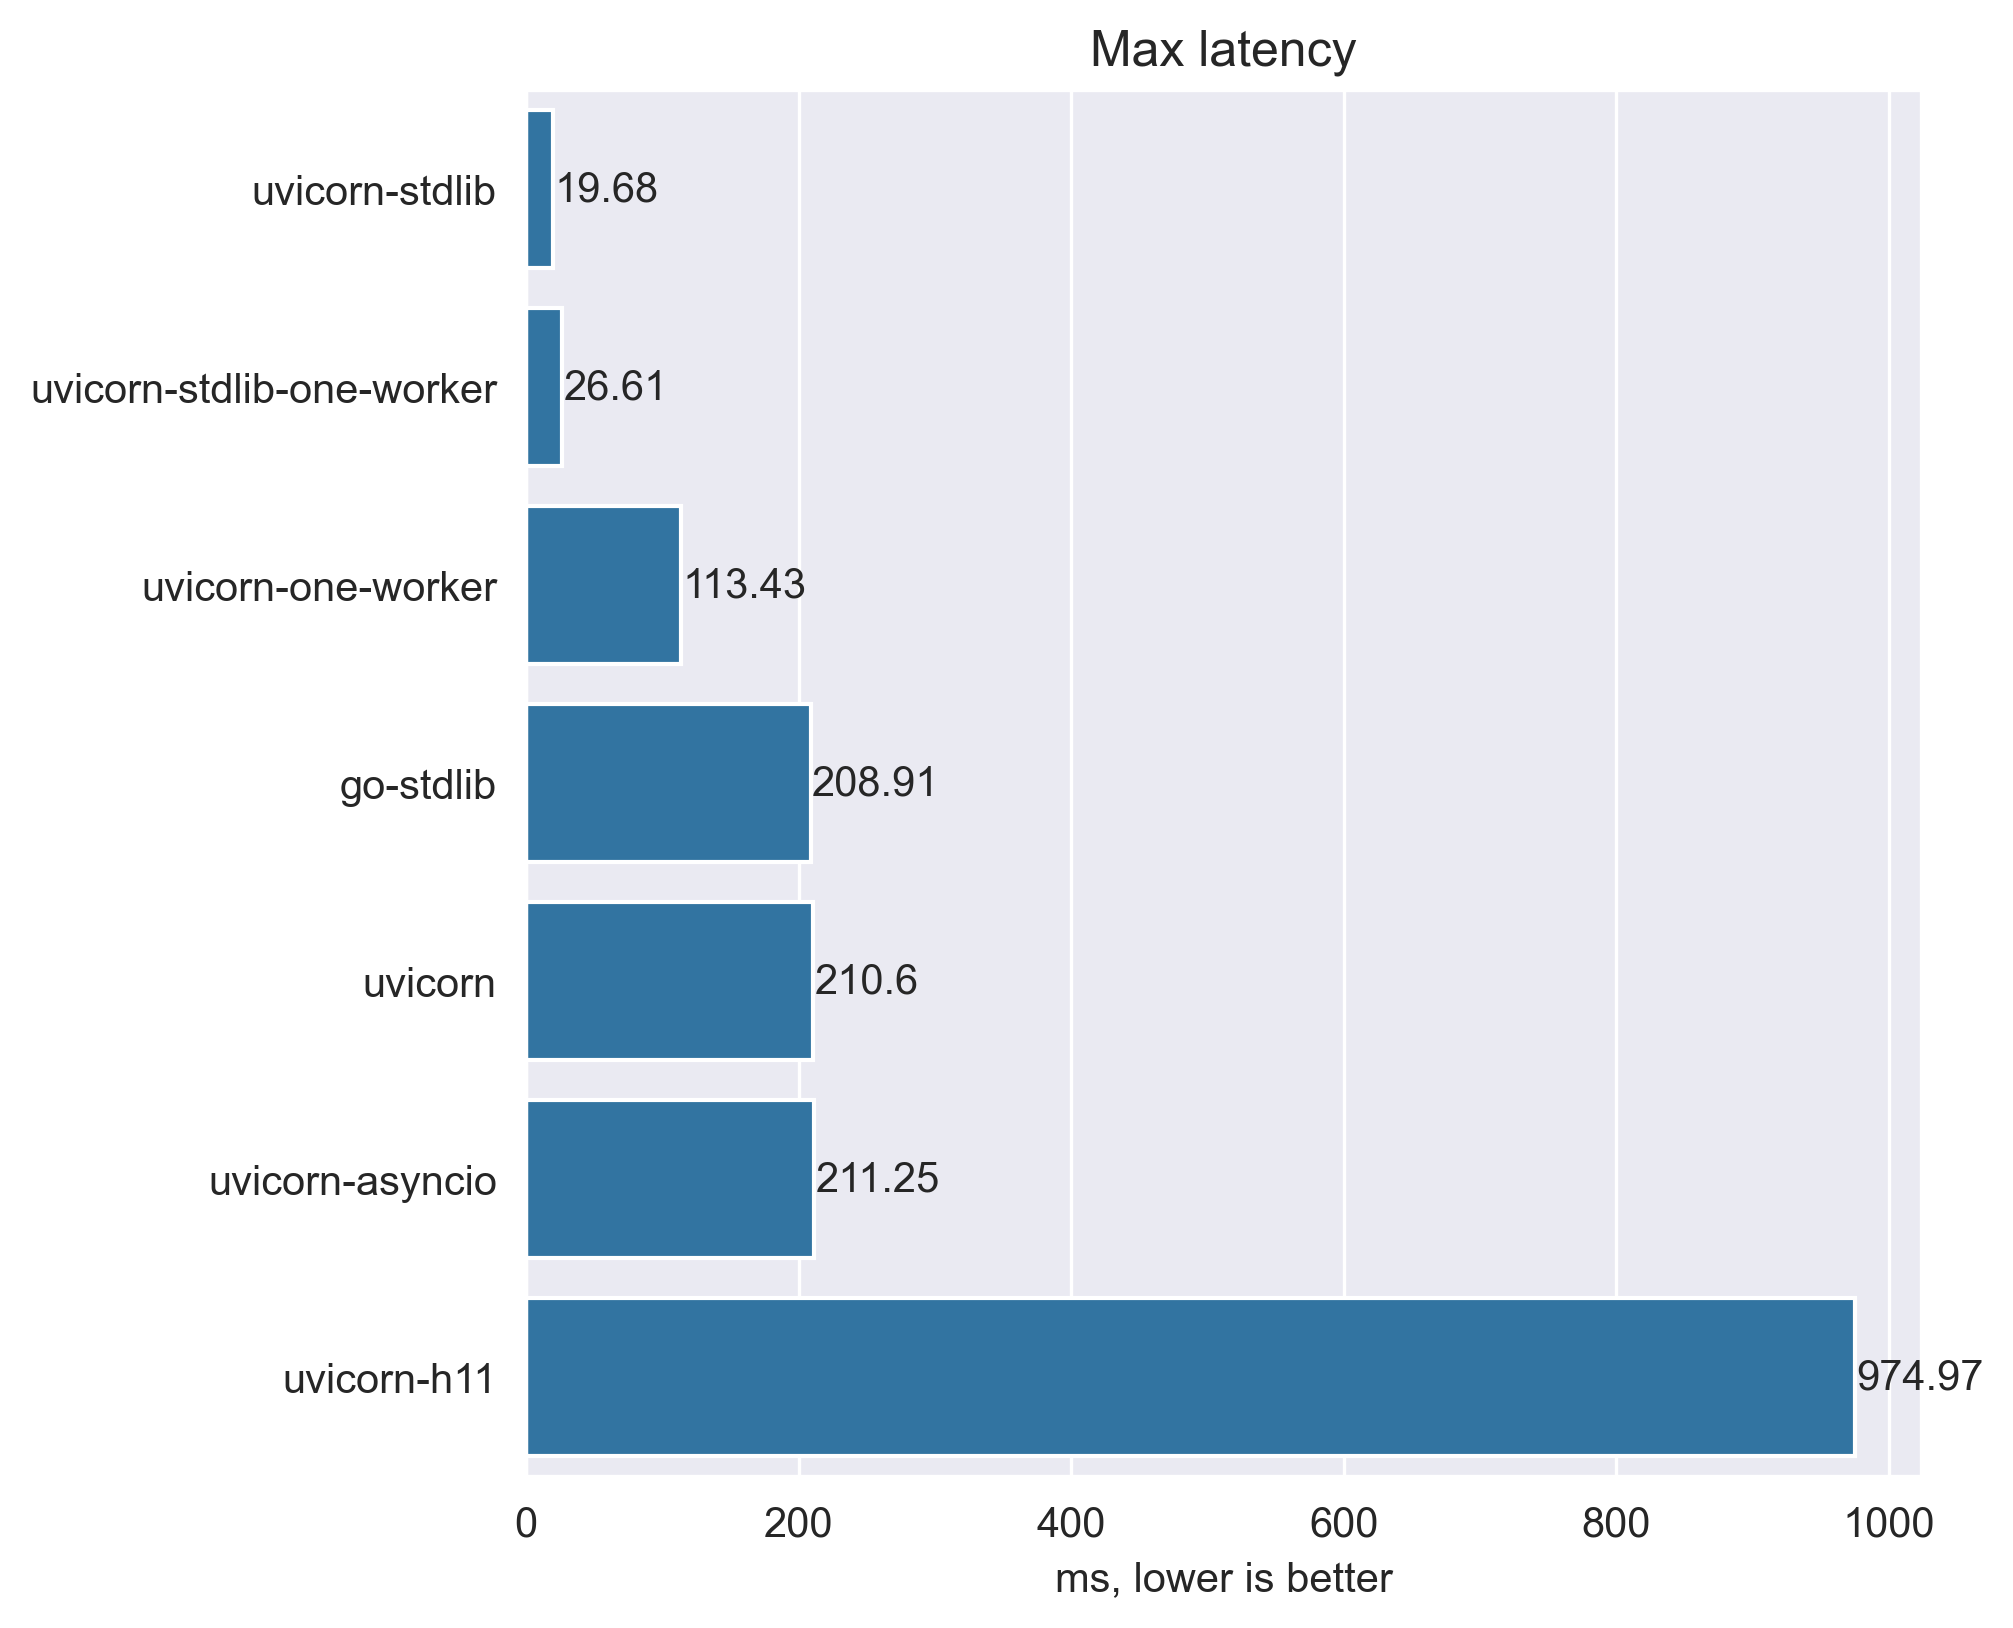 Max latency
uvicorn-stdlib
19.68
uvicorn-stdlib-one-worker
26.61
uvicorn-one-worker
113.43
go-stdlib
208.91
uvicorn
210.6
uvicorn-asyncio
211.25
uvicorn-h11
974.97
0 200 400 600 800 1000
ms, lower is better